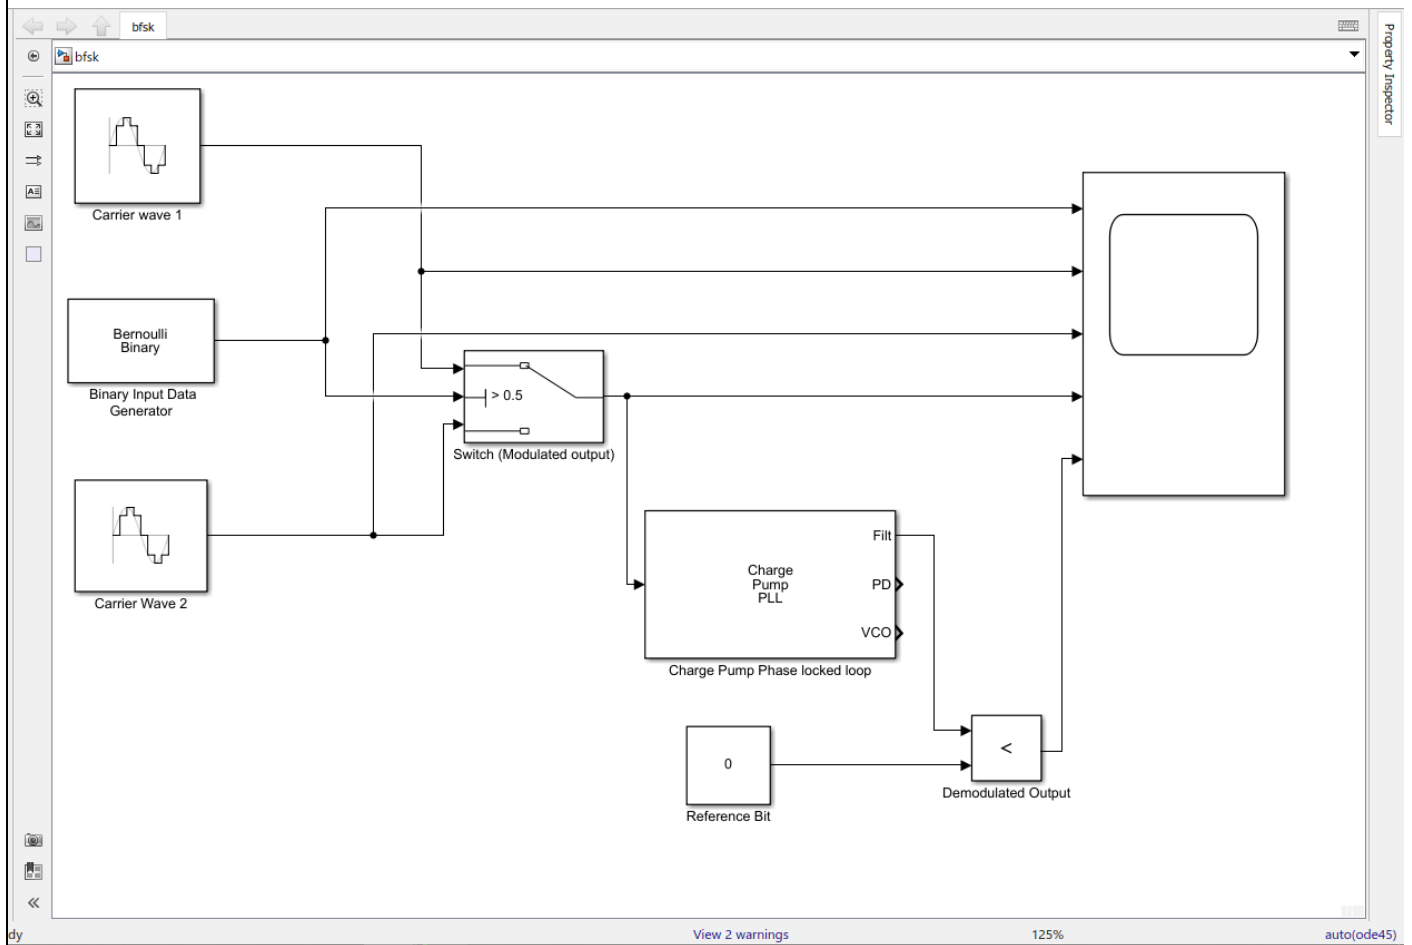 bfsk
bfsk
Property Inspector
Carrier wave 1
Bernoulli
Binary
Binary Input Data
Generator
> 0.5
Switch (Modulated output)
Carrier Wave 2
Charge
Pump
PLL
Filt
PD
VCO
Charge Pump Phase locked loop
0
Reference Bit
<
Demodulated Output
dy
View 2 warnings
125%
auto(ode45)